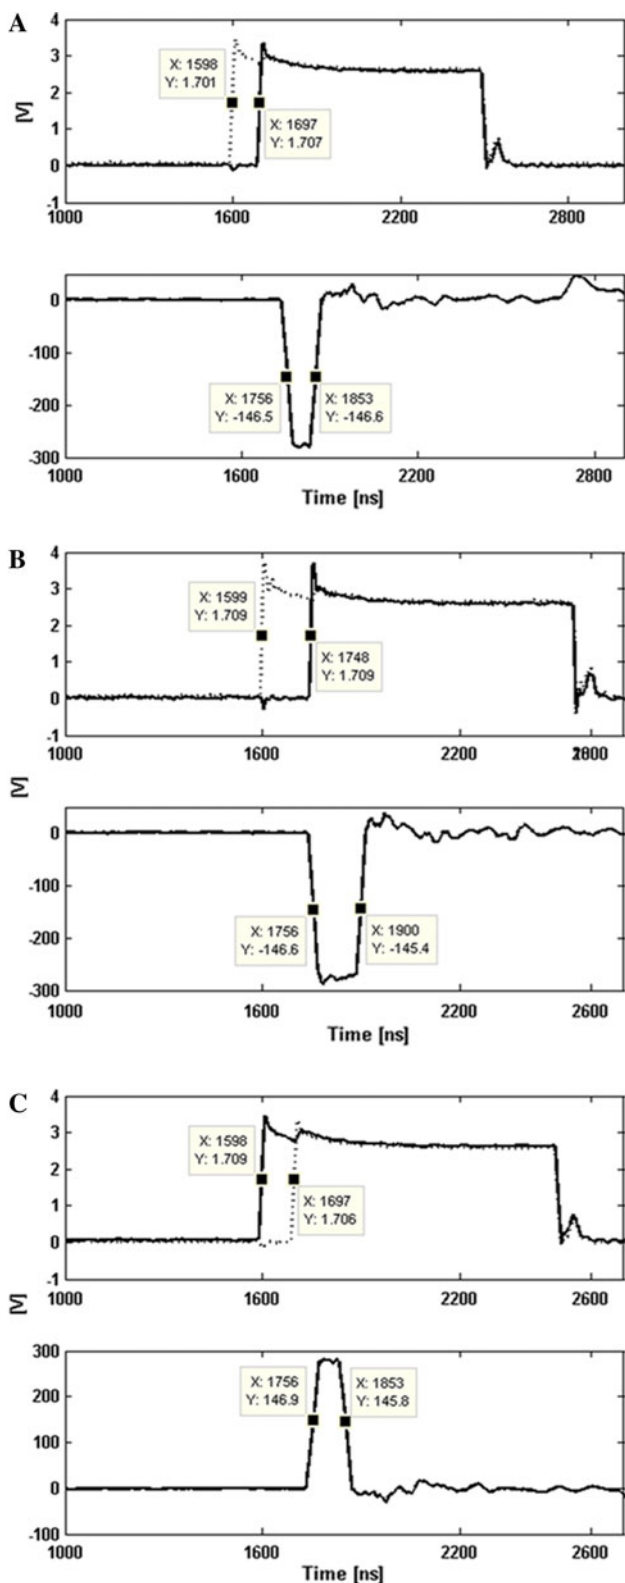 A
4
3
2
1
0
-1
[V]
X: 1598
Y: 1.701
X: 1697
Y: 1.707
1000 1600 2200 2800
0
-100
-200
-300
X: 1756
Y: -146.5
X: 1853
Y: -146.6
1000 1600 2200 2800
Time [ns]
B
4
3
2
1
0
-1
X: 1599
Y: 1.709
X: 1748
Y: 1.709
1000 1600 2200 2800
[V]
0
-100
-200
-300
X: 1756
Y: -146.6
X: 1900
Y: -145.4
1000 1600 2200 2600
Time [ns]
C
4
3
2
1
0
-1
X: 1598
Y: 1.709
X: 1697
Y: 1.706
1000 1600 2200 2600
[V]
300
200
100
0
-100
X: 1756
Y: 146.9
X: 1853
Y: 145.8
1000 1600 2200 2600
Time [ns]